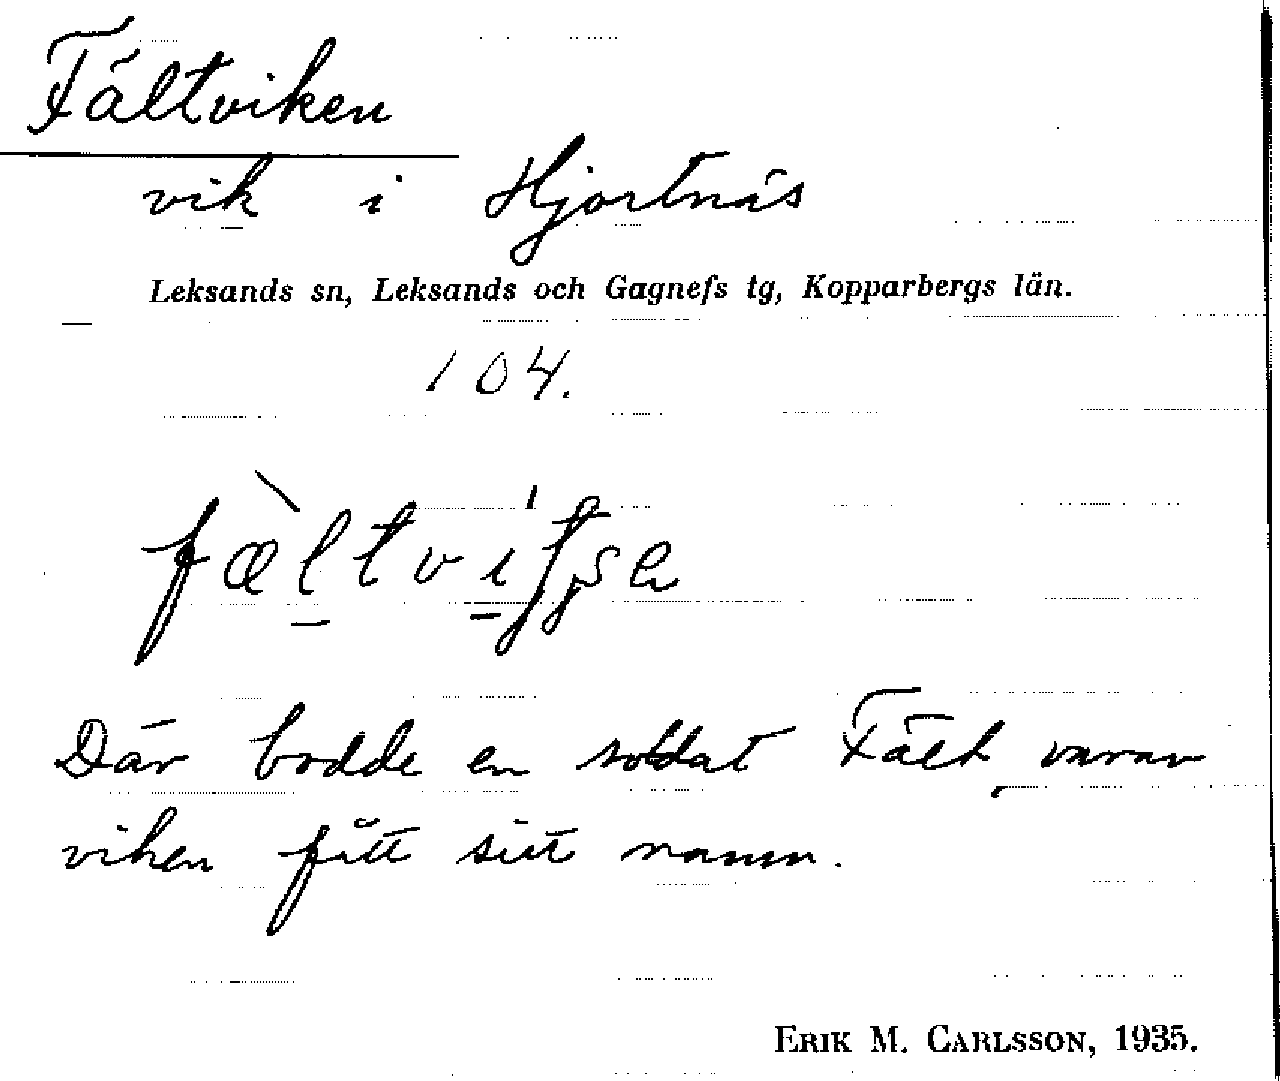 Fältviken
vik i Hjortnäs
Leksands sn, Leksands och Gagnefs tg, Kopparbergs län.
104.
Där bodde en soldat Fält, varav
viken fått sitt namn.
ERIK M. CARLSSON, 1935.